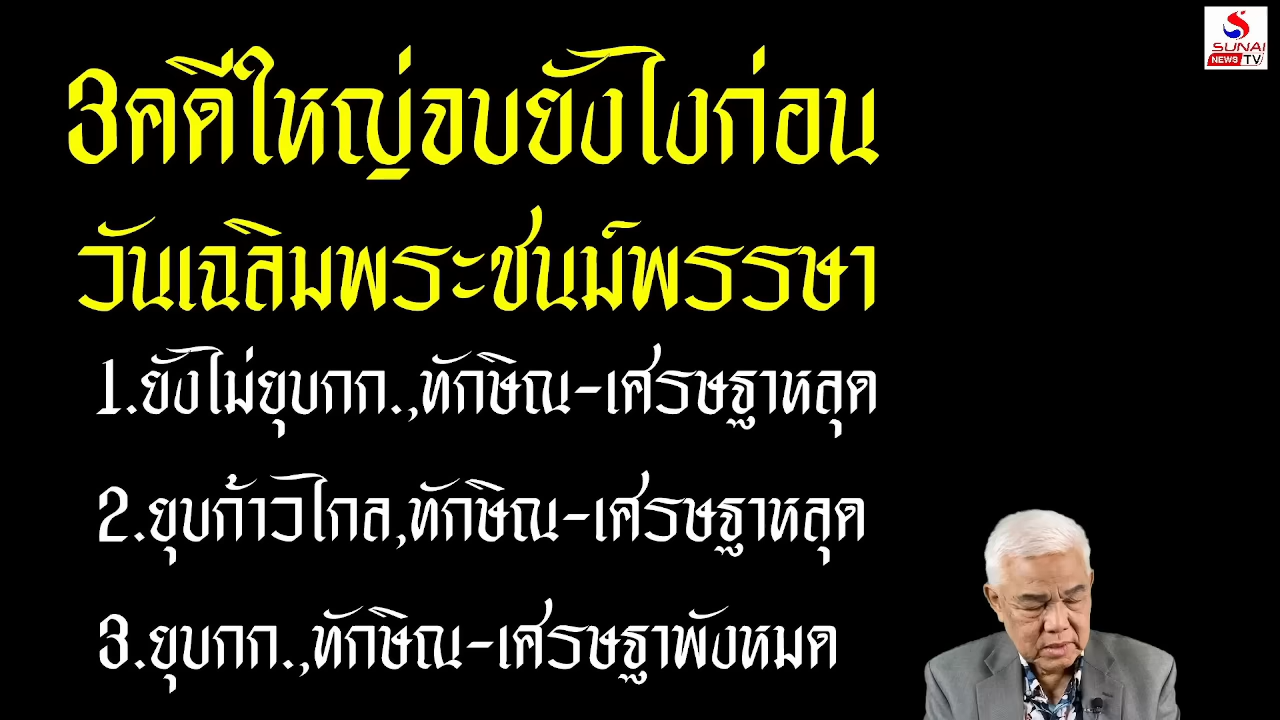 SUNAI
NEWS TV
3คดีใหญ่จบยังไงก่อน
วันเฉลิมพระชนม์พรรษา
1.ยังไม่ยุบกก.,ทักษิณ-เศรษฐาหลุด
2.ยุบก้าวไกล,ทักษิณ-เศรษฐาหลุด
3.ยุบกก.,ทักษิณ-เศรษฐาพังหมด